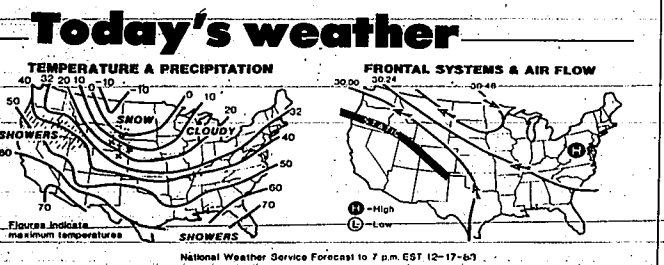 Today's weather
TEMPERATURE & PRECIPITATION
40 32 20 10 0 -10 -10 0 10 20 32
50
SNOW
CLOUDY
SHOWERS
40
60
50
60
70
70
Figures indicate
maximum temperatures
SHOWERS
FRONTAL SYSTEMS & AIR FLOW
30.00 30.24 30.48
H
H -High
L -Low
National Weather Service Forecast to 7 p.m. EST 12-17-